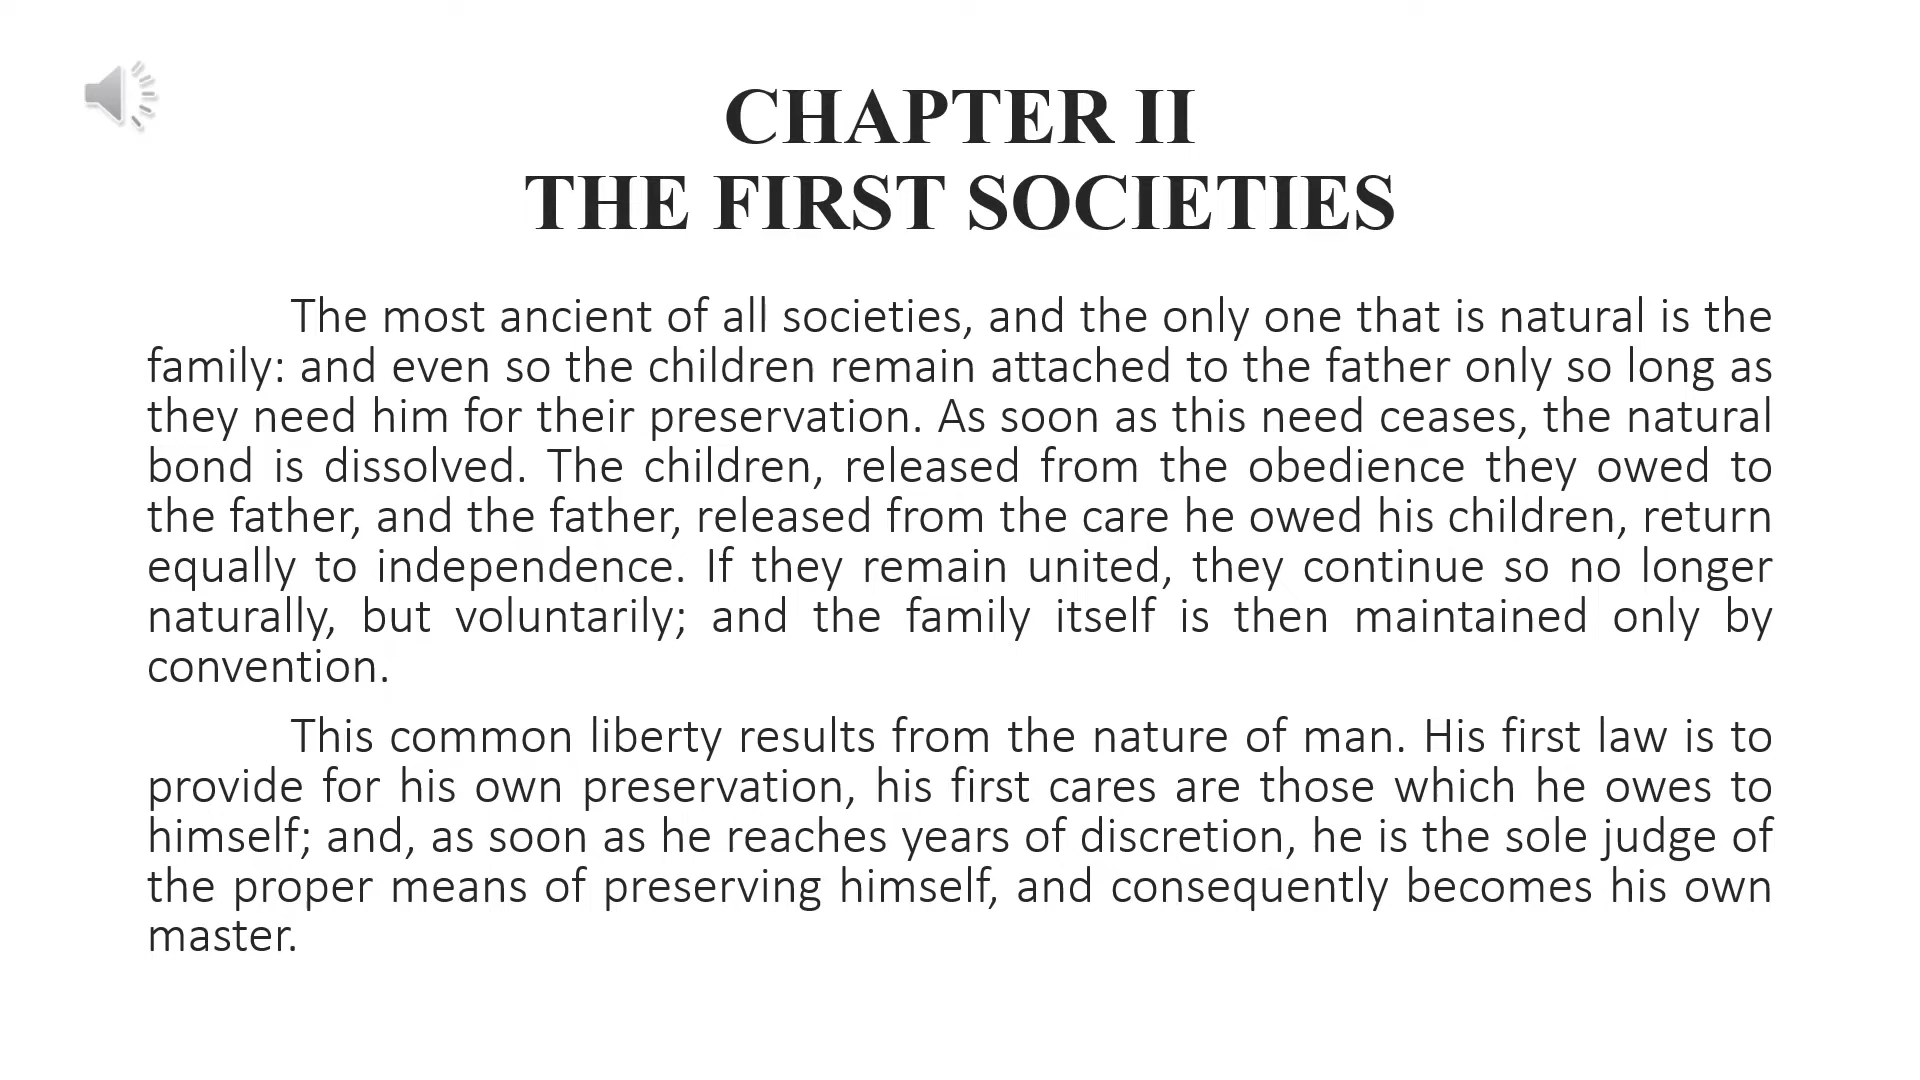 CHAPTER II
THE FIRST SOCIETIES
The most ancient of all societies, and the only one that is natural is the
family: and even so the children remain attached to the father only so long as
they need him for their preservation. As soon as this need ceases, the natural
bond is dissolved. The children, released from the obedience they owed to
the father, and the father, released from the care he owed his children, return
equally to independence. If they remain united, they continue so no longer
naturally, but voluntarily; and the family itself is then maintained only by
convention.
This common liberty results from the nature of man. His first law is to
provide for his own preservation, his first cares are those which he owes to
himself; and, as soon as he reaches years of discretion, he is the sole judge of
the proper means of preserving himself, and consequently becomes his own
master.